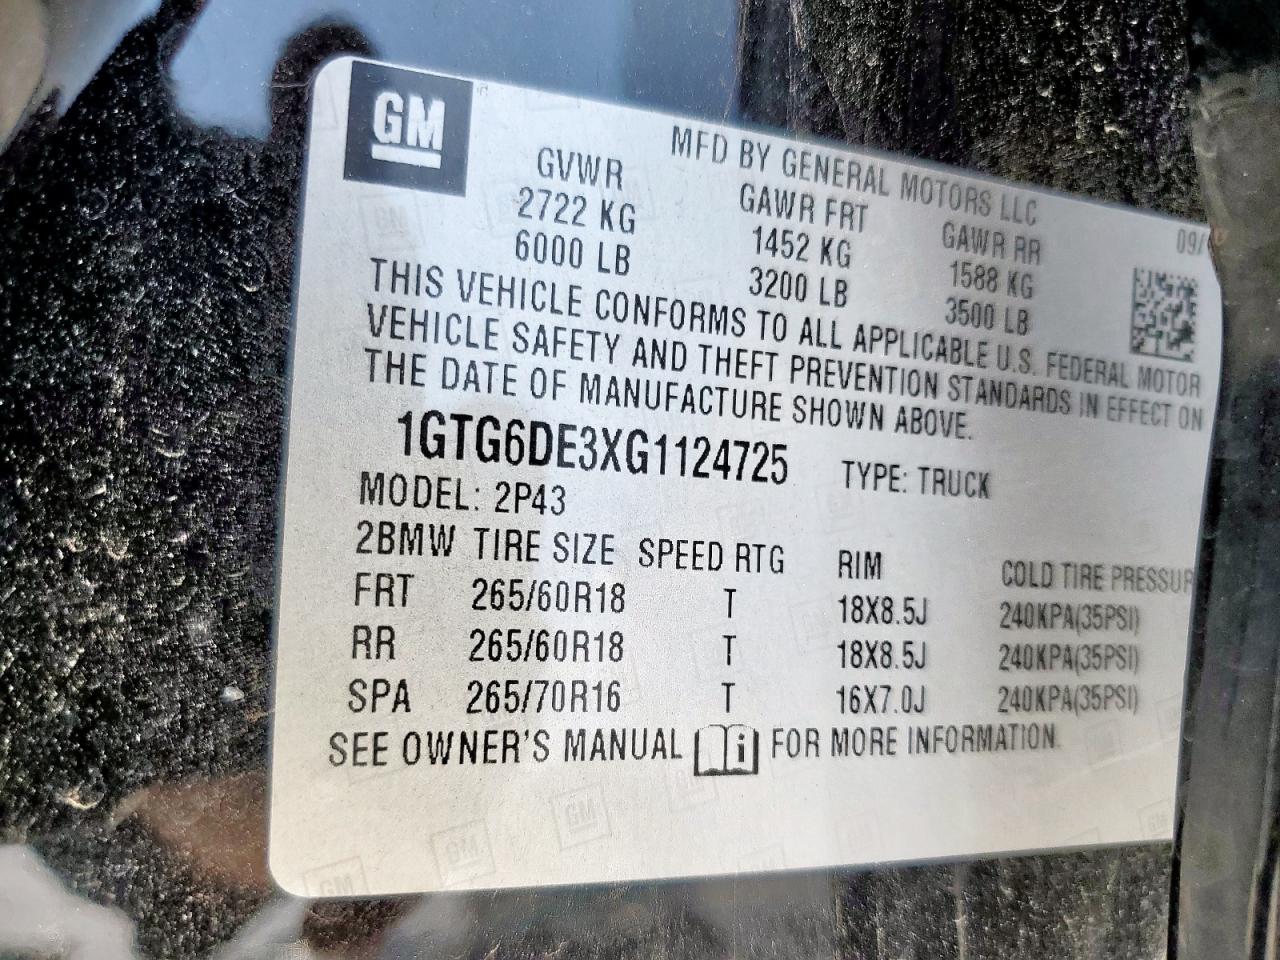 GM
MFD BY GENERAL MOTORS LLC
GVWR GAWR FRT GAWR RR 09/
2722 KG 1452 KG 1588 KG
6000 LB 3200 LB 3500 LB
THIS VEHICLE CONFORMS TO ALL APPLICABLE U.S. FEDERAL MOTOR
VEHICLE SAFETY AND THEFT PREVENTION STANDARDS IN EFFECT ON
THE DATE OF MANUFACTURE SHOWN ABOVE.
1GTG6DE3XG1124725 TYPE: TRUCK
MODEL: 2P43
2BMW TIRE SIZE SPEED RTG RIM COLD TIRE PRESSUR
FRT 265/60R18 T 18X8.5J 240KPA(35PSI)
RR 265/60R18 T 18X8.5J 240KPA(35PSI)
SPA 265/70R16 T 16X7.0J 240KPA(35PSI)
SEE OWNER'S MANUAL i FOR MORE INFORMATION.